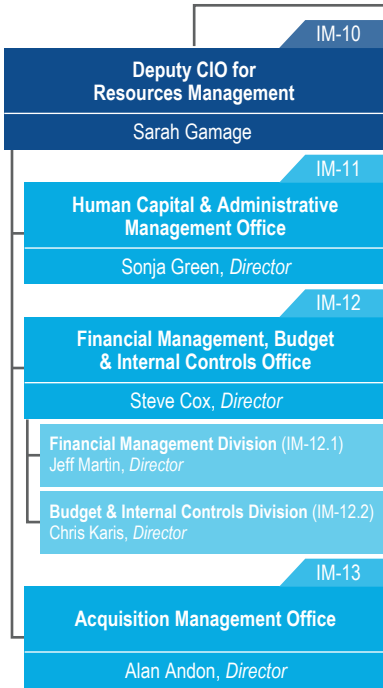 IM-10
Deputy CIO for
Resources Management
Sarah Gamage
IM-11
Human Capital & Administrative
Management Office
Sonja Green, Director
IM-12
Financial Management, Budget
& Internal Controls Office
Steve Cox, Director
Financial Management Division (IM-12.1)
Jeff Martin, Director
Budget & Internal Controls Division (IM-12.2)
Chris Karis, Director
IM-13
Acquisition Management Office
Alan Andon, Director